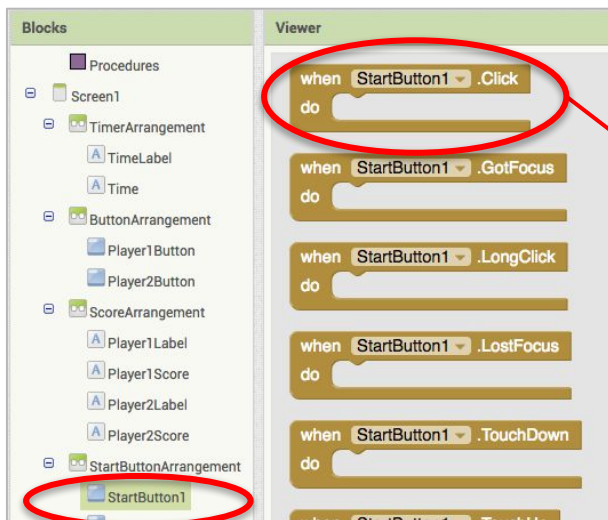 Blocks
Procedures
Screen1
TimerArrangement
A TimeLabel
A Time
ButtonArrangement
Player1Button
Player2Button
ScoreArrangement
A Player1Label
A Player1Score
A Player2Label
A Player2Score
StartButtonArrangement
StartButton1
Viewer
when StartButton1 .Click
do
when StartButton1 .GotFocus
do
when StartButton1 .LongClick
do
when StartButton1 .LostFocus
do
when StartButton1 .TouchDown
do